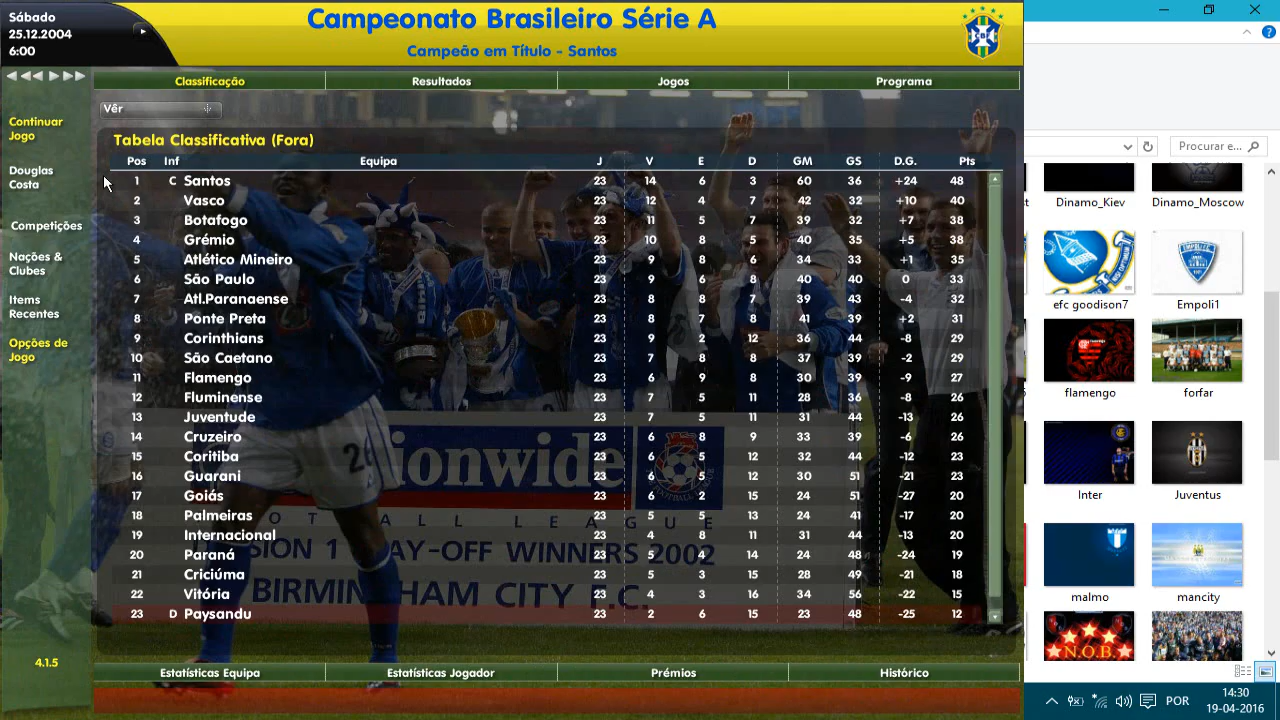 Sábado
25.12.2004
6:00
Campeonato Brasileiro Série A
Campeão em Título - Santos
Classificação Resultados Jogos Programa
Continuar
Jogo
Douglas
Costa
Competições
Nações &
Clubes
Items
Recentes
Opções de
Jogo
4.1.5
Vêr
Tabela Classificativa (Fora)
Pos Inf Equipa J V E D GM GS D.G. Pts
1 C Santos 23 14 6 3 60 36 +24 48
2 Vasco 23 12 4 7 42 32 +10 40
3 Botafogo 23 11 5 7 39 32 +7 38
4 Grémio 23 10 8 5 40 35 +5 38
5 Atlético Mineiro 23 9 8 6 34 33 +1 35
6 São Paulo 23 9 6 8 40 40 0 33
7 Atl.Paranaense 23 8 8 7 39 43 -4 32
8 Ponte Preta 23 8 7 8 41 39 +2 31
9 Corinthians 23 9 2 12 36 44 -8 29
10 São Caetano 23 7 8 8 37 39 -2 29
11 Flamengo 23 6 9 8 30 39 -9 27
12 Fluminense 23 7 5 11 28 36 -8 26
13 Juventude 23 7 5 11 31 44 -13 26
14 Cruzeiro 23 6 8 9 33 39 -6 26
15 Coritiba 23 6 5 12 32 44 -12 23
16 Guarani 23 6 5 12 30 51 -21 23
17 Goiás 23 6 2 15 24 51 -27 20
18 Palmeiras 23 5 5 13 24 41 -17 20
19 Internacional 23 4 8 11 31 44 -13 20
20 Paraná 23 5 4 14 24 48 -24 19
21 Criciúma 23 5 3 15 28 49 -21 18
22 Vitória 23 4 3 16 34 56 -22 15
23 D Paysandu 23 2 6 15 23 48 -25 12
ionwide
FOOTBALL LEAGUE
O T A L L L E A G U E
SION 1 AY-OFF WINNERS 2002
BIRMIN HAM CITY F.C.
Estatísticas Equipa Estatísticas Jogador Prémios Histórico
Procurar e...
Dinamo_Kiev Dinamo_Moscow
efc goodison7 Empoli1
flamengo forfar
Inter Juventus
malmo mancity
N.O.B.
POR
14:30
19-04-2016